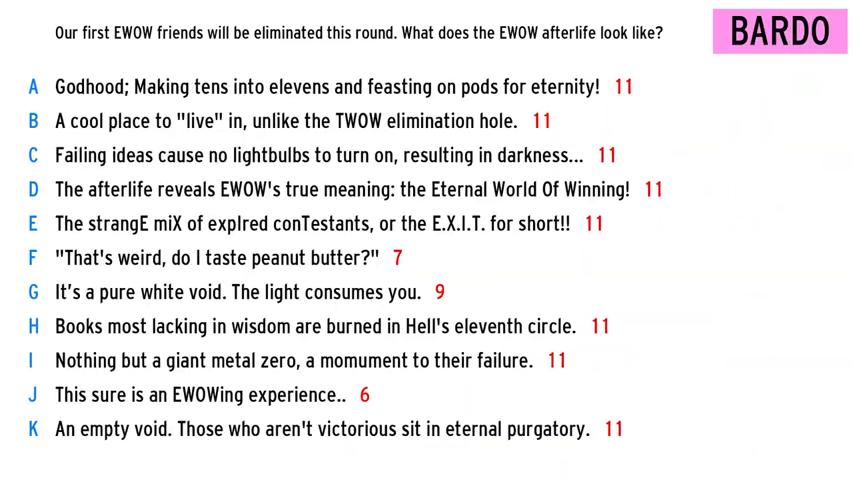 Our first EWOW friends will be eliminated this round. What does the EWOW afterlife look like?
BARDO
A Godhood; Making tens into elevens and feasting on pods for eternity! 11
B A cool place to "live" in, unlike the TWOW elimination hole. 11
C Failing ideas cause no lightbulbs to turn on, resulting in darkness... 11
D The afterlife reveals EWOW's true meaning: the Eternal World Of Winning! 11
E The strangE miX of expIred conTestants, or the E.X.I.T. for short!! 11
F "That's weird, do I taste peanut butter?" 7
G It’s a pure white void. The light consumes you. 9
H Books most lacking in wisdom are burned in Hell's eleventh circle. 11
I Nothing but a giant metal zero, a momument to their failure. 11
J This sure is an EWOWing experience.. 6
K An empty void. Those who aren't victorious sit in eternal purgatory. 11